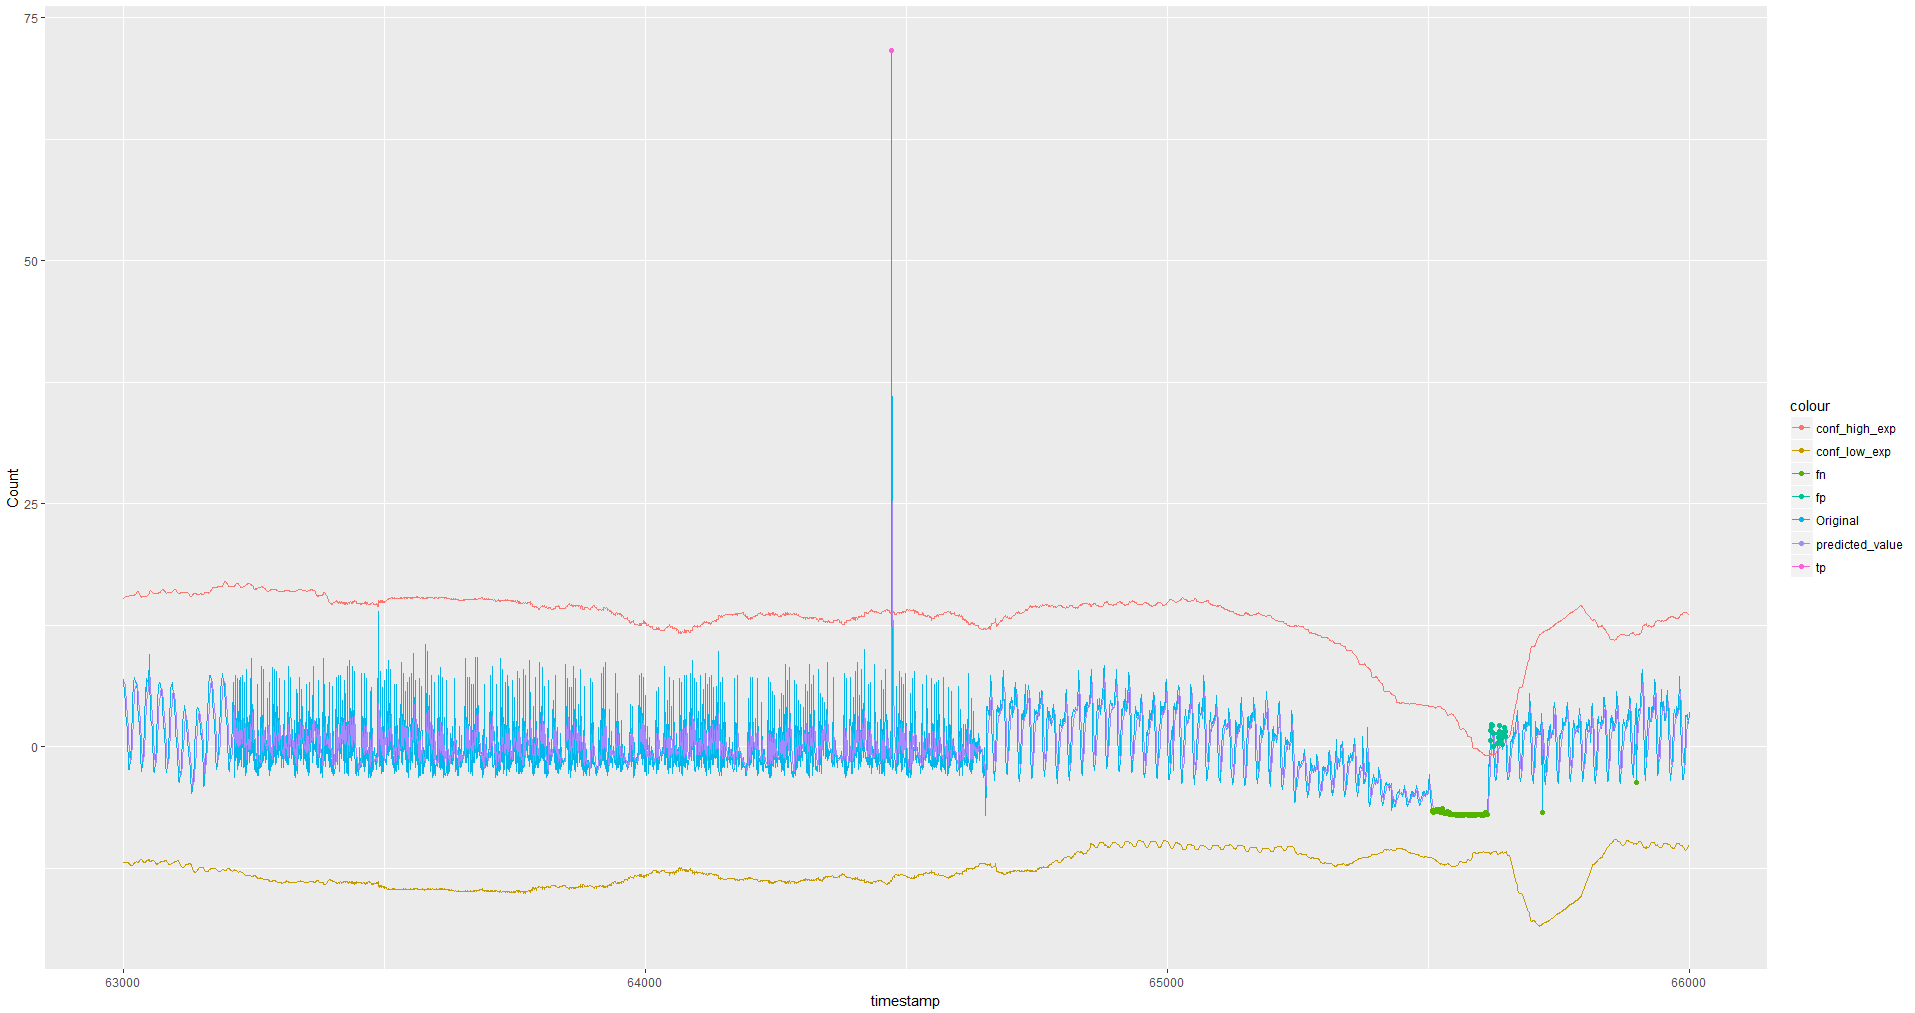 75
50
25
0
Count
63000
64000
65000
66000
timestamp
colour
conf_high_exp
conf_low_exp
fn
fp
Original
predicted_value
tp